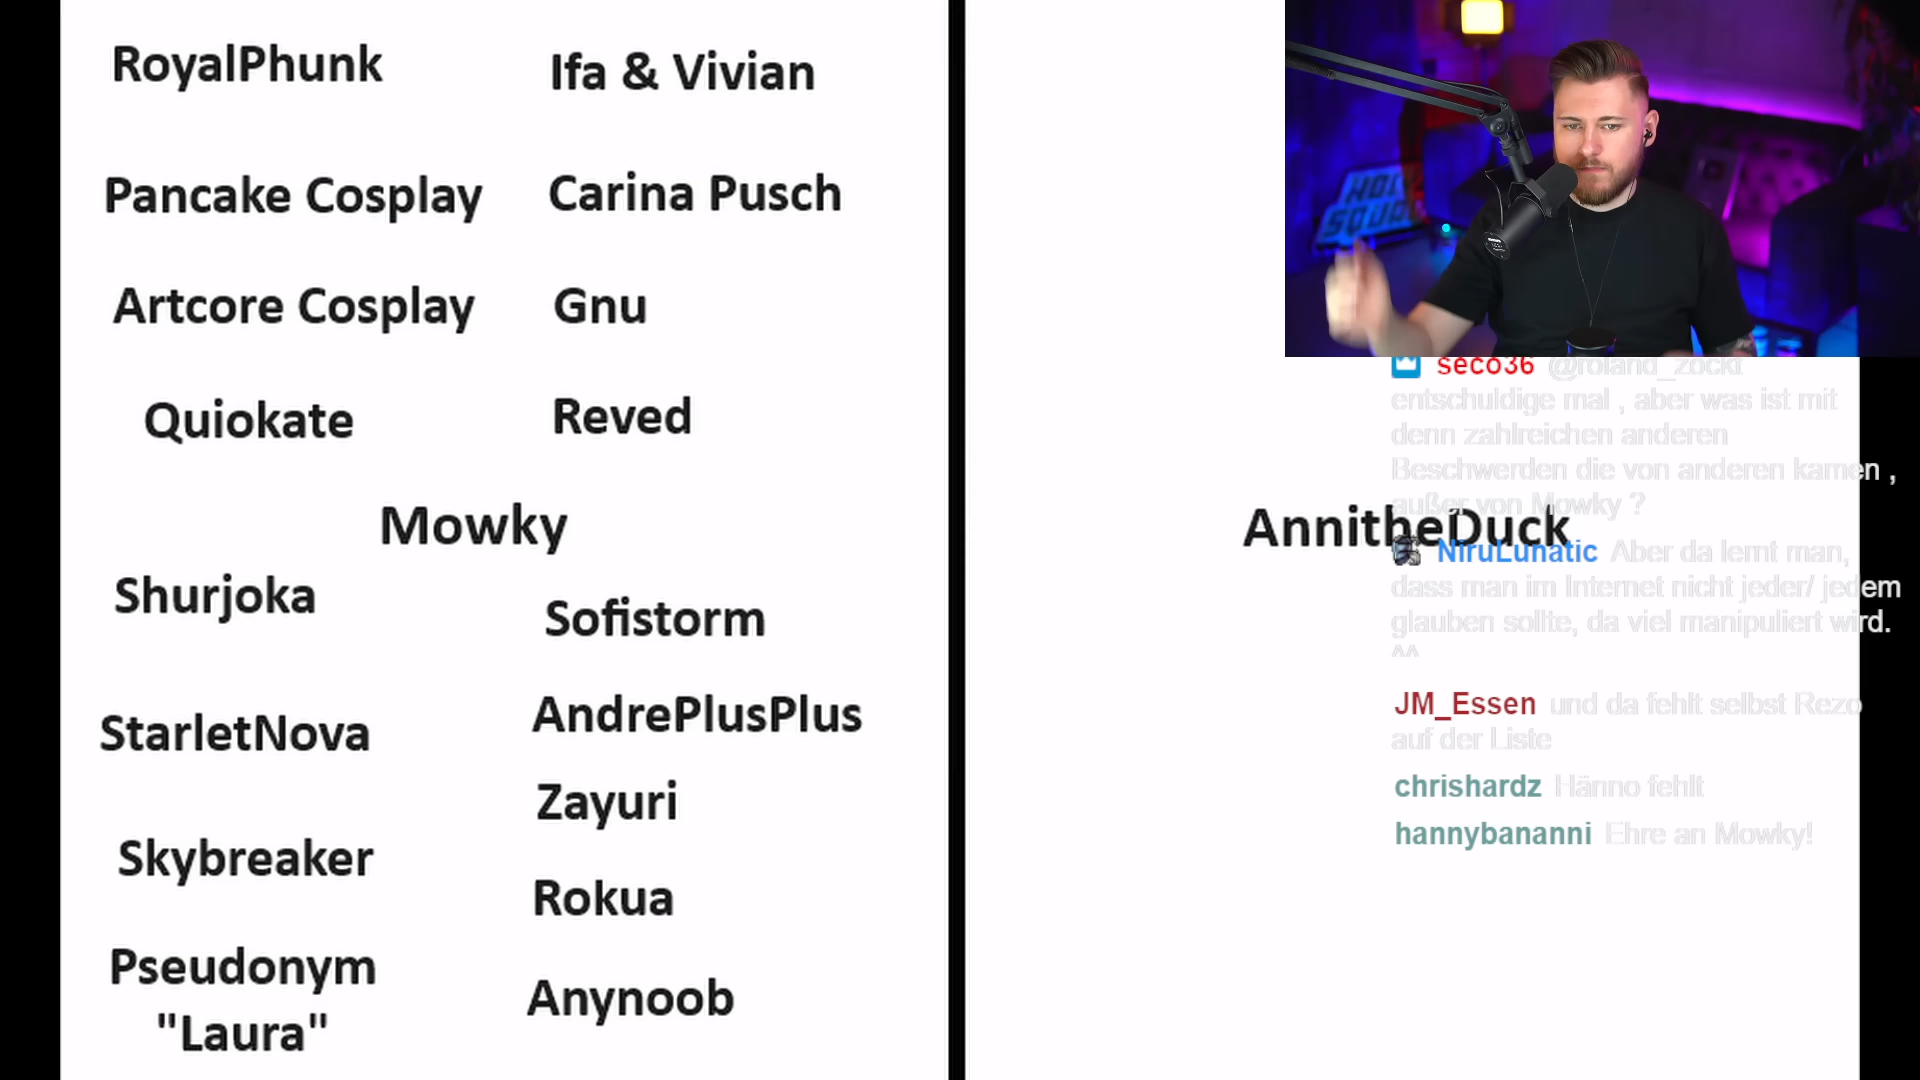 RoyalPhunk
Ifa & Vivian
Pancake Cosplay
Carina Pusch
Artcore Cosplay
Gnu
Quiokate
Reved
Mowky
Shurjoka
Sofistorm
StarletNova
AndrePlusPlus
Zayuri
Skybreaker
Rokua
Pseudonym
"Laura"
Anynoob
AnnitheDuck
HOLY
SQUAD
seco36 @roland_zockt
entschuldige mal , aber was ist mit
denn zahlreichen anderen
Beschwerden die von anderen kamen ,
außer von Mowky ?
NiruLunatic Aber da lernt man,
dass man im Internet nicht jeder/ jedem
glauben sollte, da viel manipuliert wird.
^^
JM_Essen und da fehlt selbst Rezo
auf der Liste
chrishardz Hänno fehlt
hannybananni Ehre an Mowky!